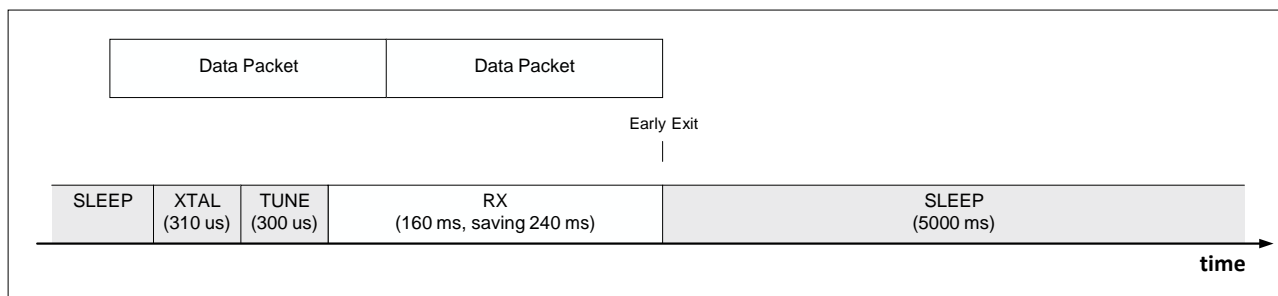 Data Packet Data Packet
Early Exit
SLEEP XTAL TUNE RX SLEEP
(310 us) (300 us) (160 ms, saving 240 ms) (5000 ms)
time